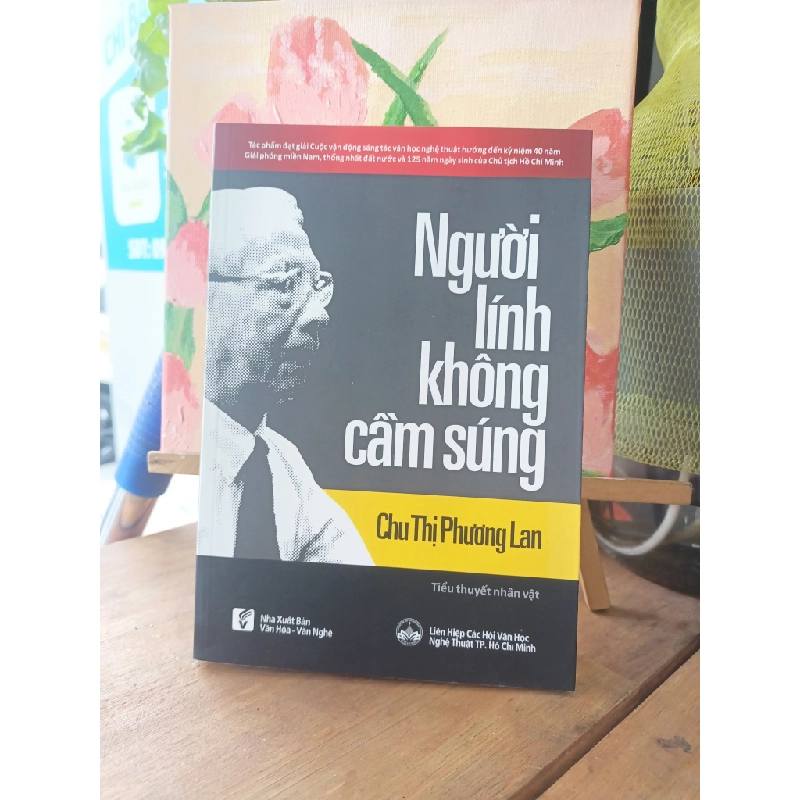 Tác phẩm đạt giải Cuộc vận động sáng tác văn học nghệ thuật hướng đến kỷ niệm 40 năm
Giải phóng miền Nam, thống nhất đất nước và 125 năm ngày sinh của Chủ tịch Hồ Chí Minh
Người
lính
không
cầm súng
Chu Thị Phương Lan
Tiểu thuyết nhân vật
Nhà Xuất Bản
Văn Hóa - Văn Nghệ
Liên Hiệp Các Hội Văn Học
Nghệ Thuật TP. Hồ Chí Minh